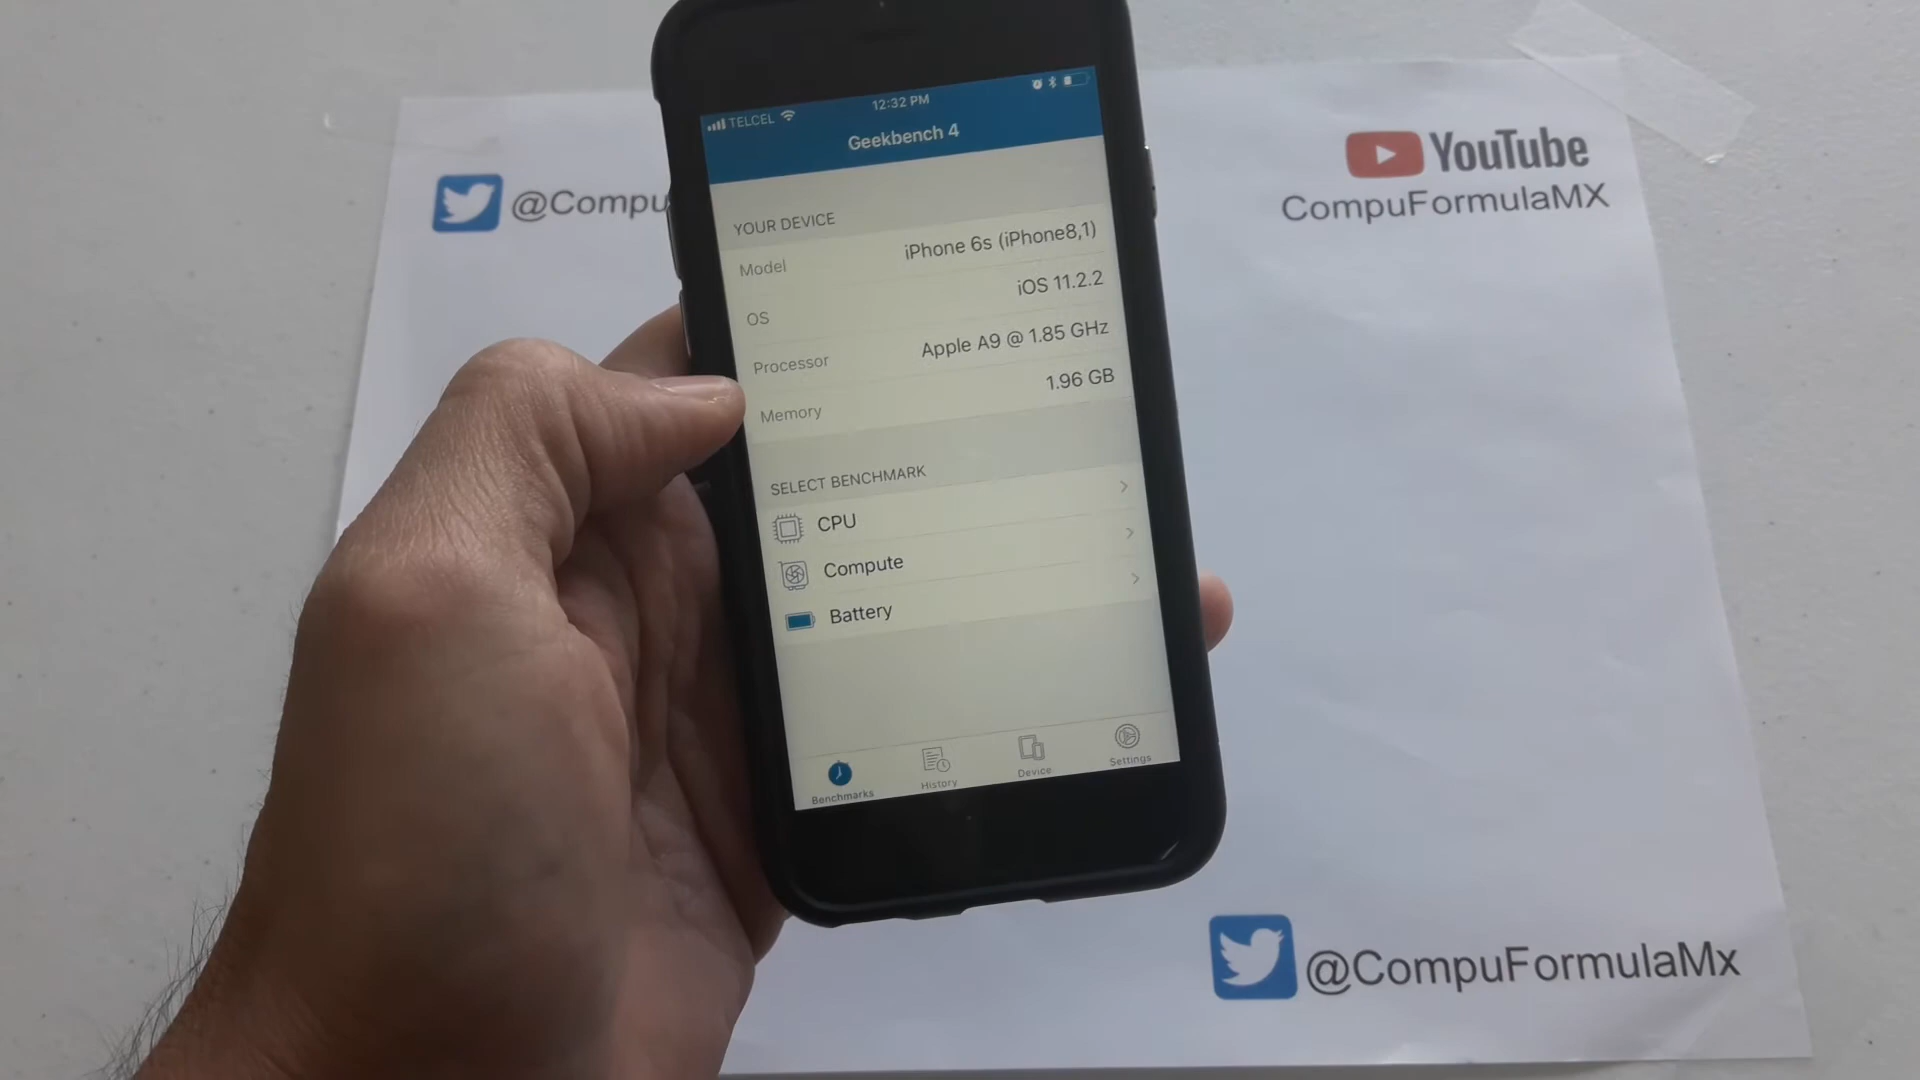 TELCEL
12:32 PM
Geekbench 4
YOUR DEVICE
Model iPhone 6s (iPhone8,1)
OS iOS 11.2.2
Processor Apple A9 @ 1.85 GHz
Memory 1.96 GB
SELECT BENCHMARK
CPU
Compute
Battery
Benchmarks
History
Device
Settings
@Compu
YouTube
CompuFormulaMX
@CompuFormulaMx